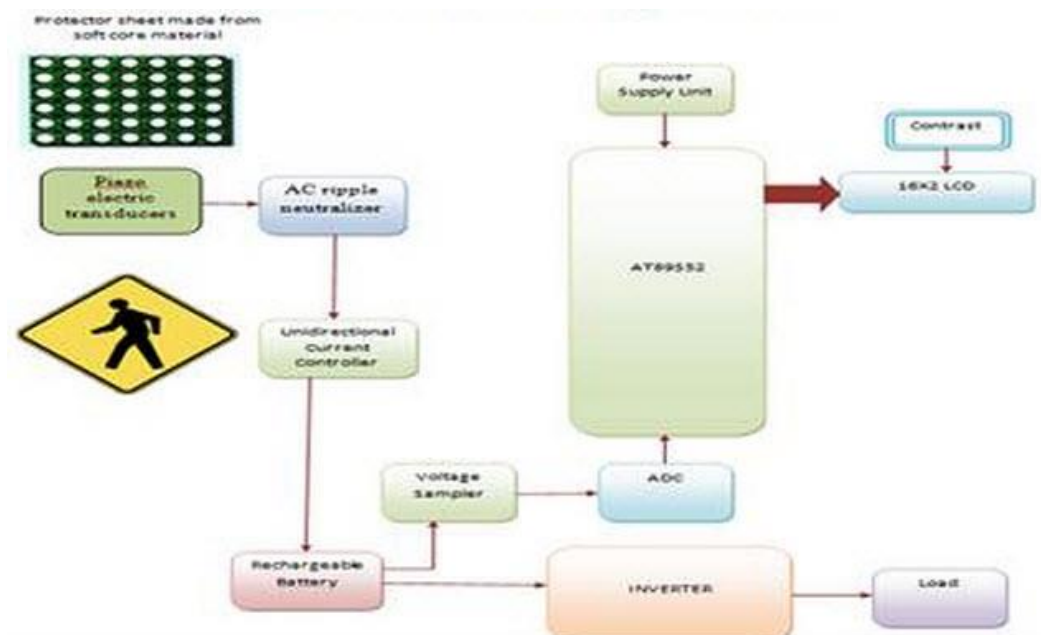 Protector sheet made from
soft core material
Power
Supply Unit
Contrast
Piezo
electric
transducers
AC ripple
neutralizer
16X2 LCD
AT89S52
Unidirectional
Current
Controller
Voltage
Sampler
ADC
Rechargeable
Battery
INVERTER
Load